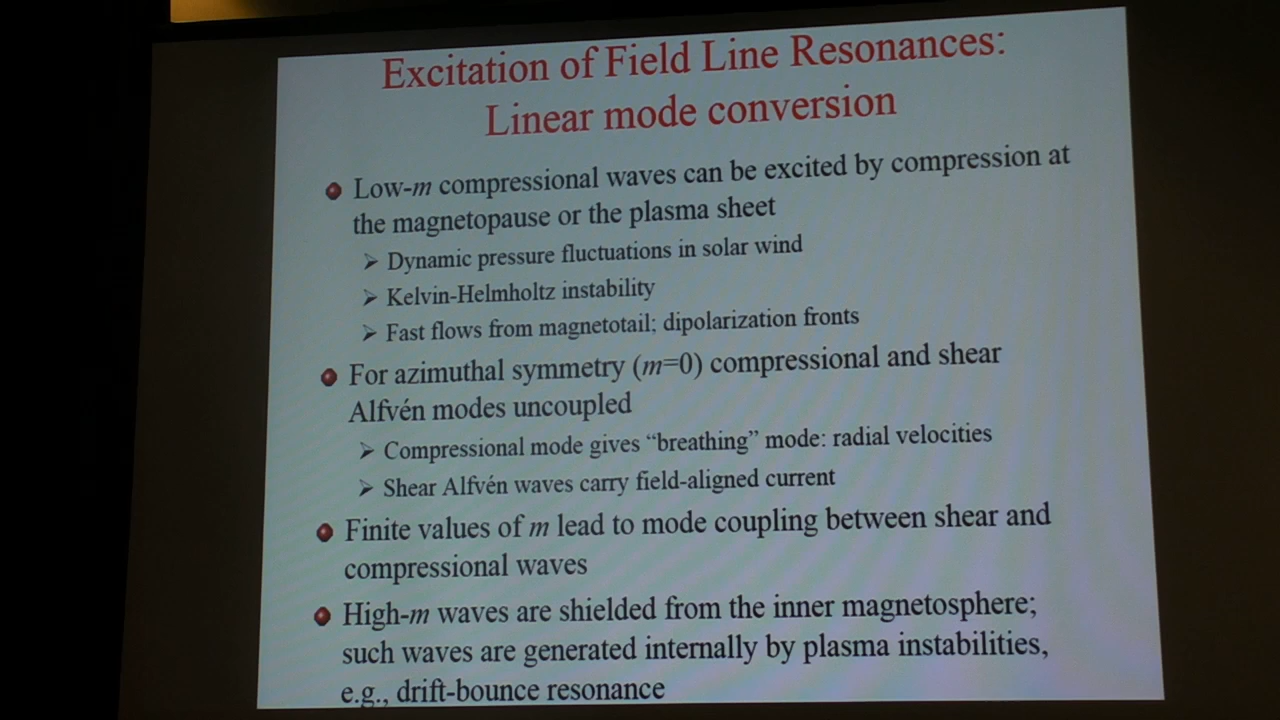 Excitation of Field Line Resonances:
Linear mode conversion
Low-m compressional waves can be excited by compression at
the magnetopause or the plasma sheet
Dynamic pressure fluctuations in solar wind
Kelvin-Helmholtz instability
Fast flows from magnetotail; dipolarization fronts
For azimuthal symmetry (m=0) compressional and shear
Alfvén modes uncoupled
Compressional mode gives “breathing” mode: radial velocities
Shear Alfvén waves carry field-aligned current
Finite values of m lead to mode coupling between shear and
compressional waves
High-m waves are shielded from the inner magnetosphere;
such waves are generated internally by plasma instabilities,
e.g., drift-bounce resonance